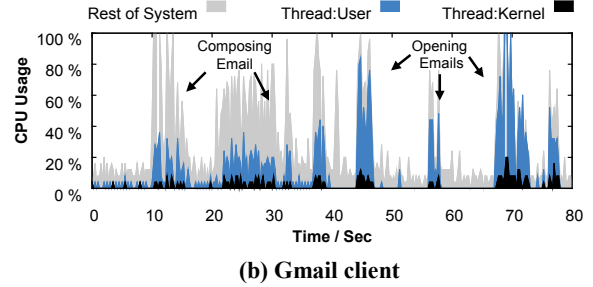 Rest of System Thread:User Thread:Kernel
100 %
80 %
60 %
40 %
20 %
0 %
CPU Usage
Composing
Email
Opening
Emails
0 10 20 30 40 50 60 70 80
Time / Sec
(b) Gmail client